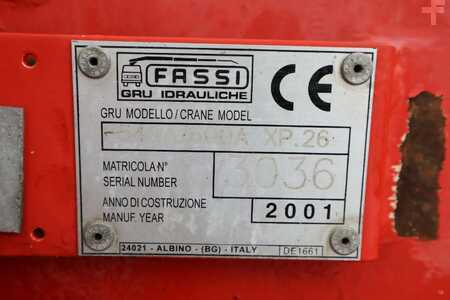 FASSI
GRU IDRAULICHE
CE
GRU MODELLO/CRANE MODEL
XP.26
MATRICOLA N°
SERIAL NUMBER
3036
ANNO DI COSTRUZIONE
MANUF. YEAR
2001
24021 - ALBINO - (BG) - ITALY
DE1661